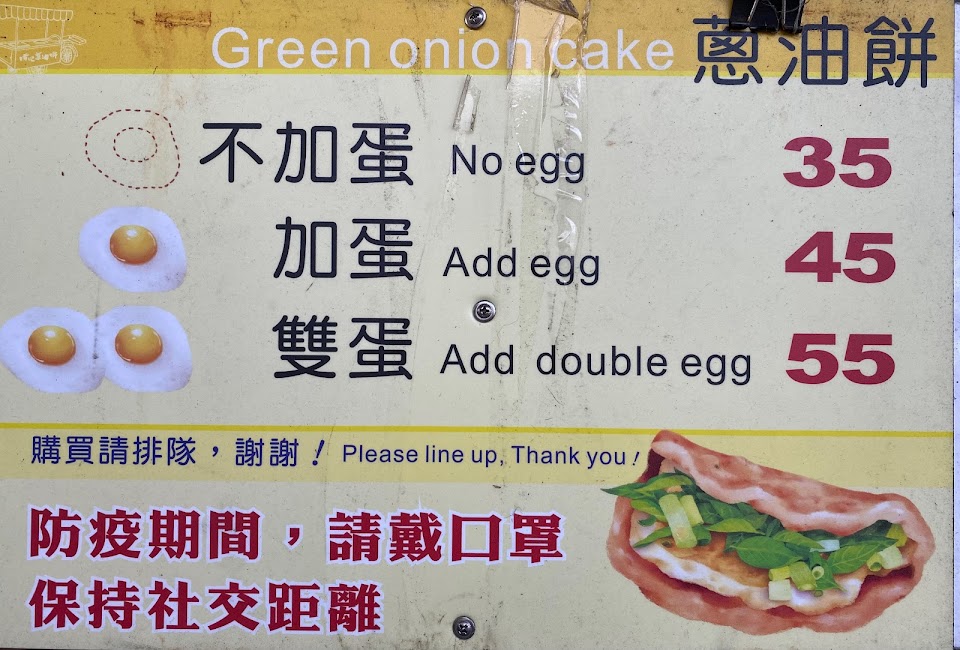 Green onion cake 蔥油餅
不加蛋 No egg 35
加蛋 Add egg 45
雙蛋 Add double egg 55
購買請排隊，謝謝！ Please line up, Thank you！
防疫期間，請戴口罩
保持社交距離